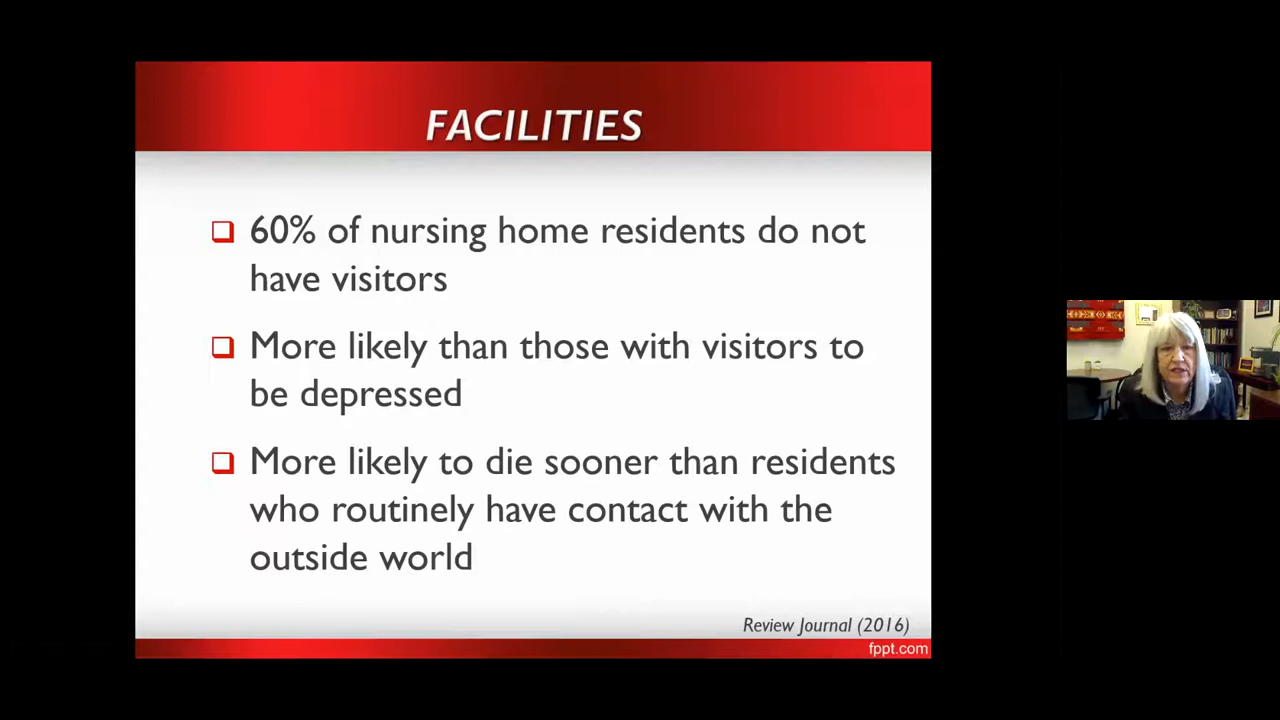 FACILITIES
60% of nursing home residents do not
have visitors
More likely than those with visitors to
be depressed
More likely to die sooner than residents
who routinely have contact with the
outside world
Review Journal (2016)
fppt.com